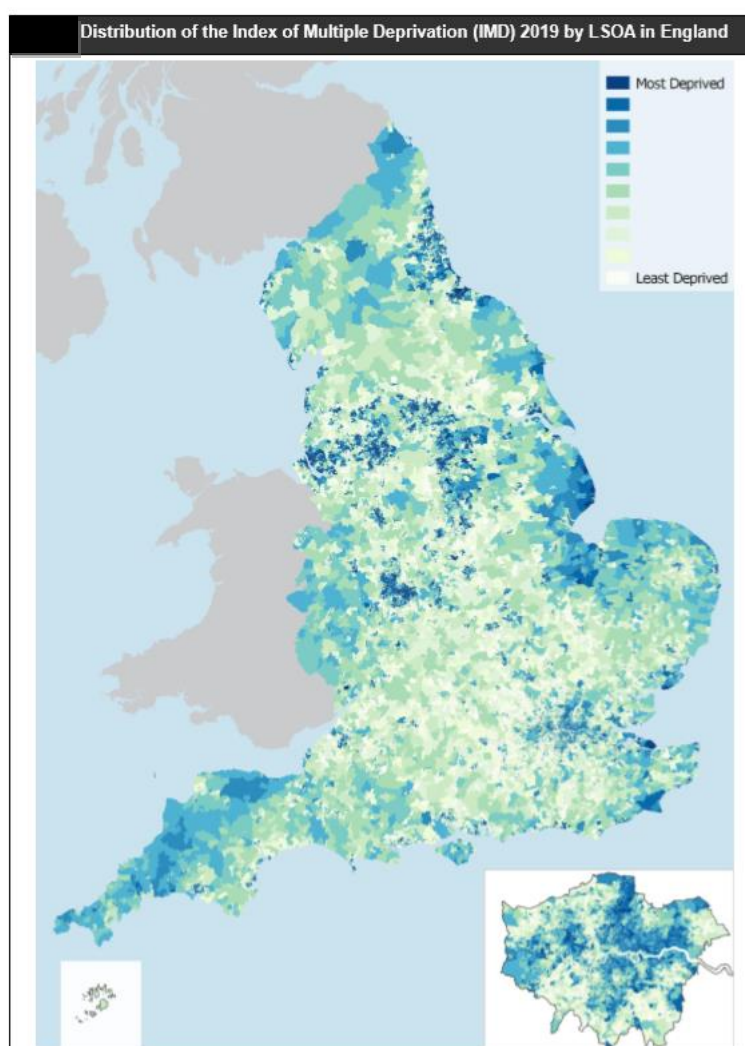 Distribution of the Index of Multiple Deprivation (IMD) 2019 by LSOA in England
Most Deprived
Least Deprived